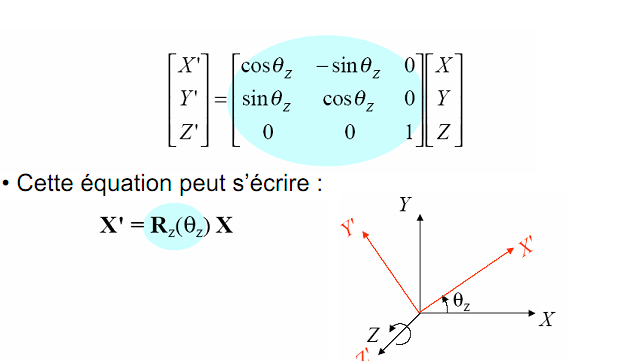 [X'] = [cosθz −sinθz 0] [X]
[Y'] = [sinθz cosθz 0] [Y]
[Z'] = [0 0 1] [Z]
• Cette équation peut s’écrire :
X' = Rz(θz) X
Y
Y'
X'
θz
X
Z
Z'